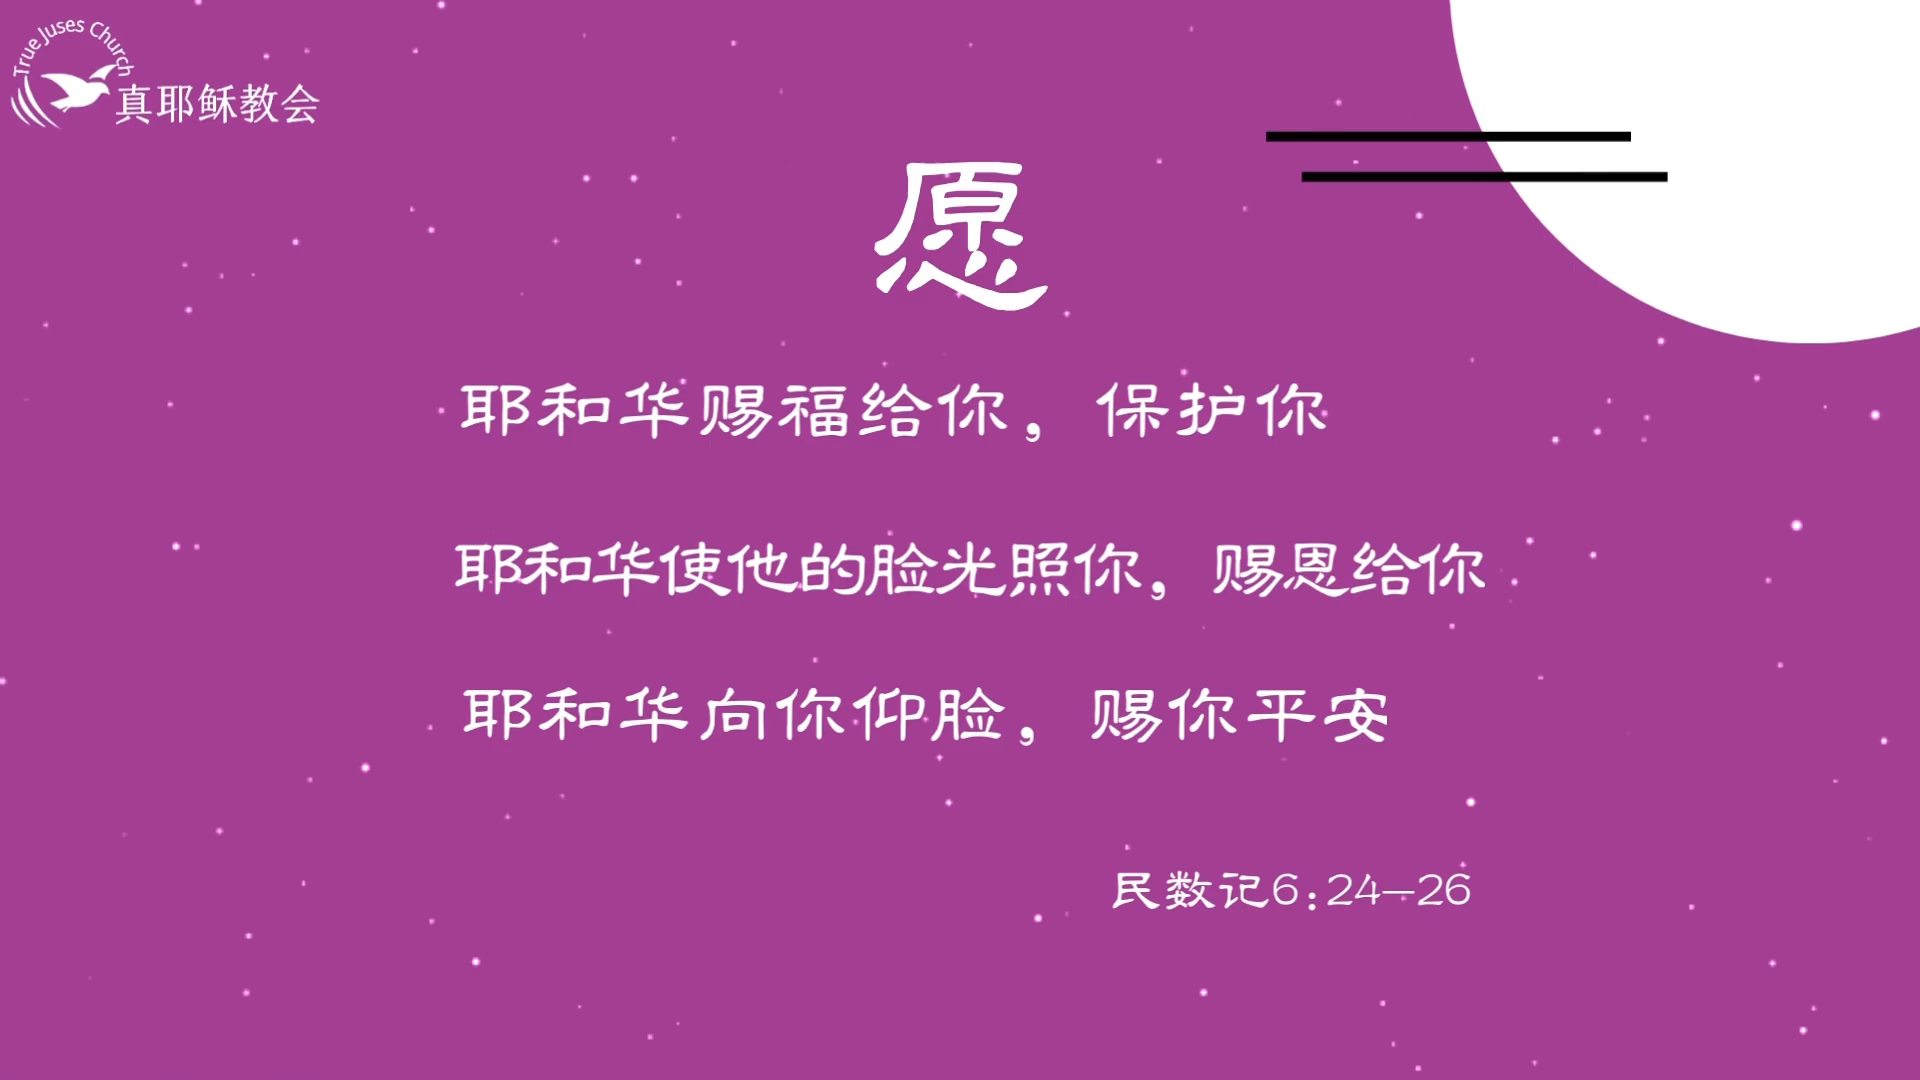 True Juses Church
真耶稣教会
愿
耶和华赐福给你，保护你
耶和华使他的脸光照你，赐恩给你
耶和华向你仰脸，赐你平安
民数记6:24-26